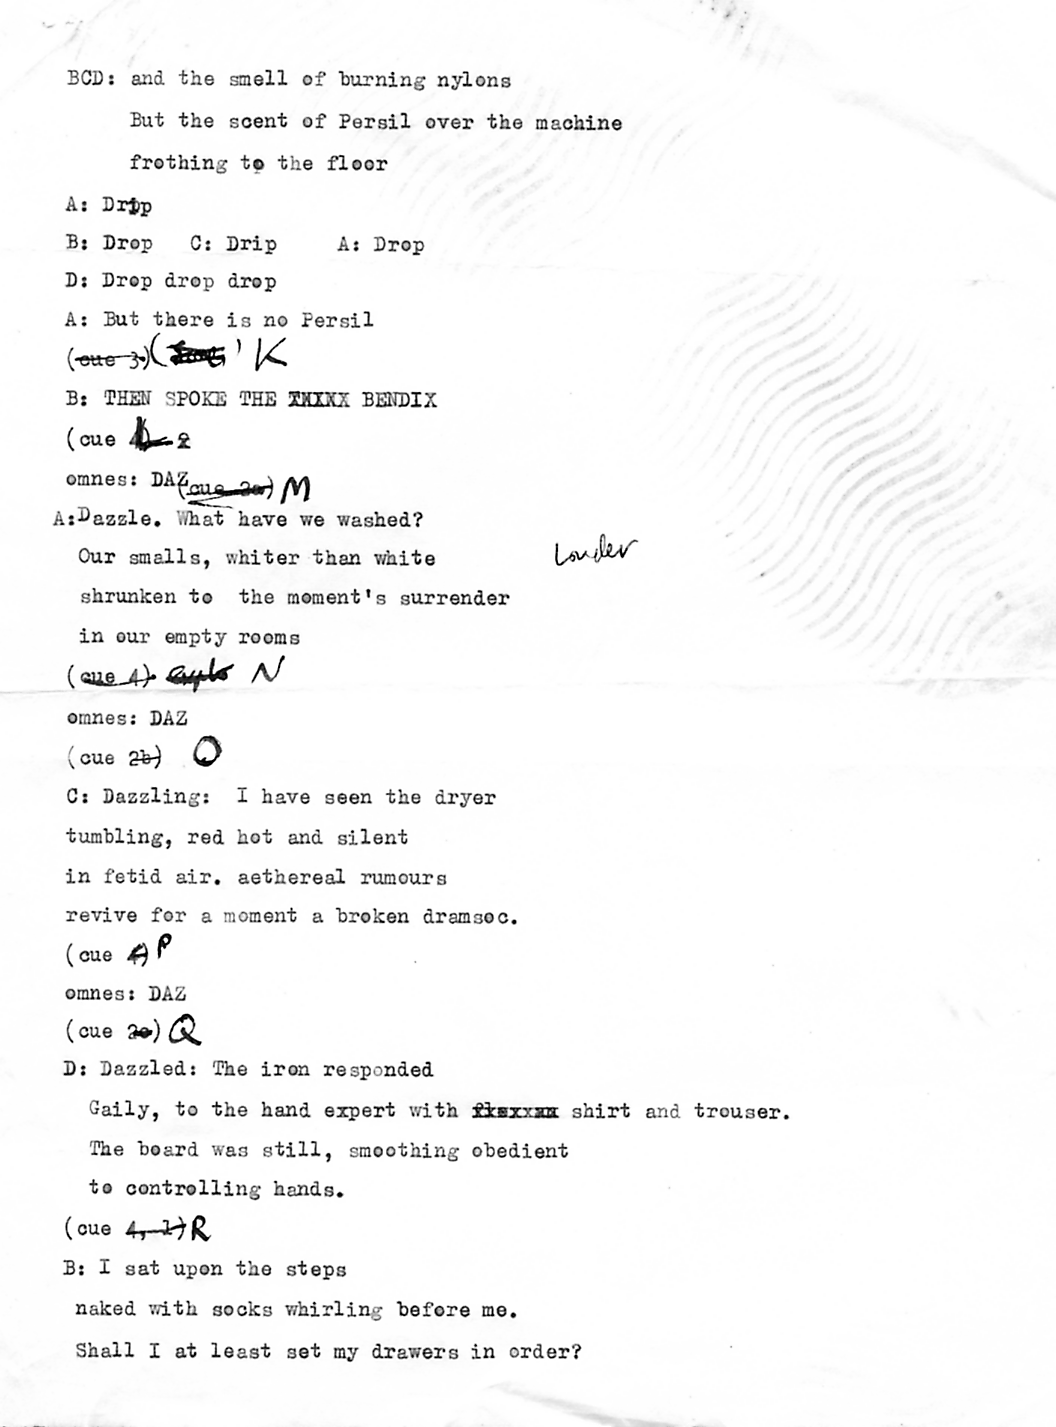 BCD: and the smell of burning nylons
But the scent of Persil over the machine
frothing to the floor
A: Drip
B: Drop C: Drip A: Drop
D: Drop drop drop
A: But there is no Persil
(cue 3) ( ) K
B: THEN SPOKE THE BENDIX
(cue 2
omnes: DAZ (cue ) M
A: Dazzle. What have we washed?
Our smalls, whiter than white
Louder
shrunken to the moment's surrender
in our empty rooms
(cue 4) N
omnes: DAZ
(cue 2b) O
C: Dazzling: I have seen the dryer
tumbling, red hot and silent
in fetid air. aethereal rumours
revive for a moment a broken dramsoc.
(cue 4) P
omnes: DAZ
(cue ) Q
D: Dazzled: The iron responded
Gaily, to the hand expert with shirt and trouser.
The board was still, smoothing obedient
to controlling hands.
(cue 4, 1) R
B: I sat upon the steps
naked with socks whirling before me.
Shall I at least set my drawers in order?